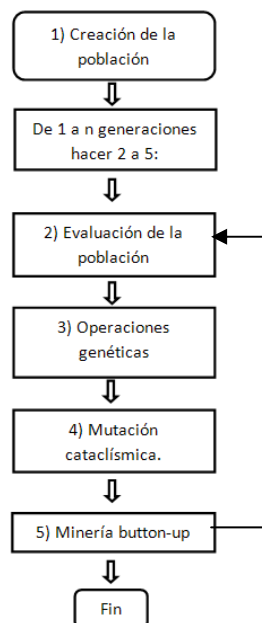 1) Creación de la
población
De 1 a n generaciones
hacer 2 a 5:
2) Evaluación de la
población
3) Operaciones
genéticas
4) Mutación
cataclísmica.
5) Minería button-up
Fin